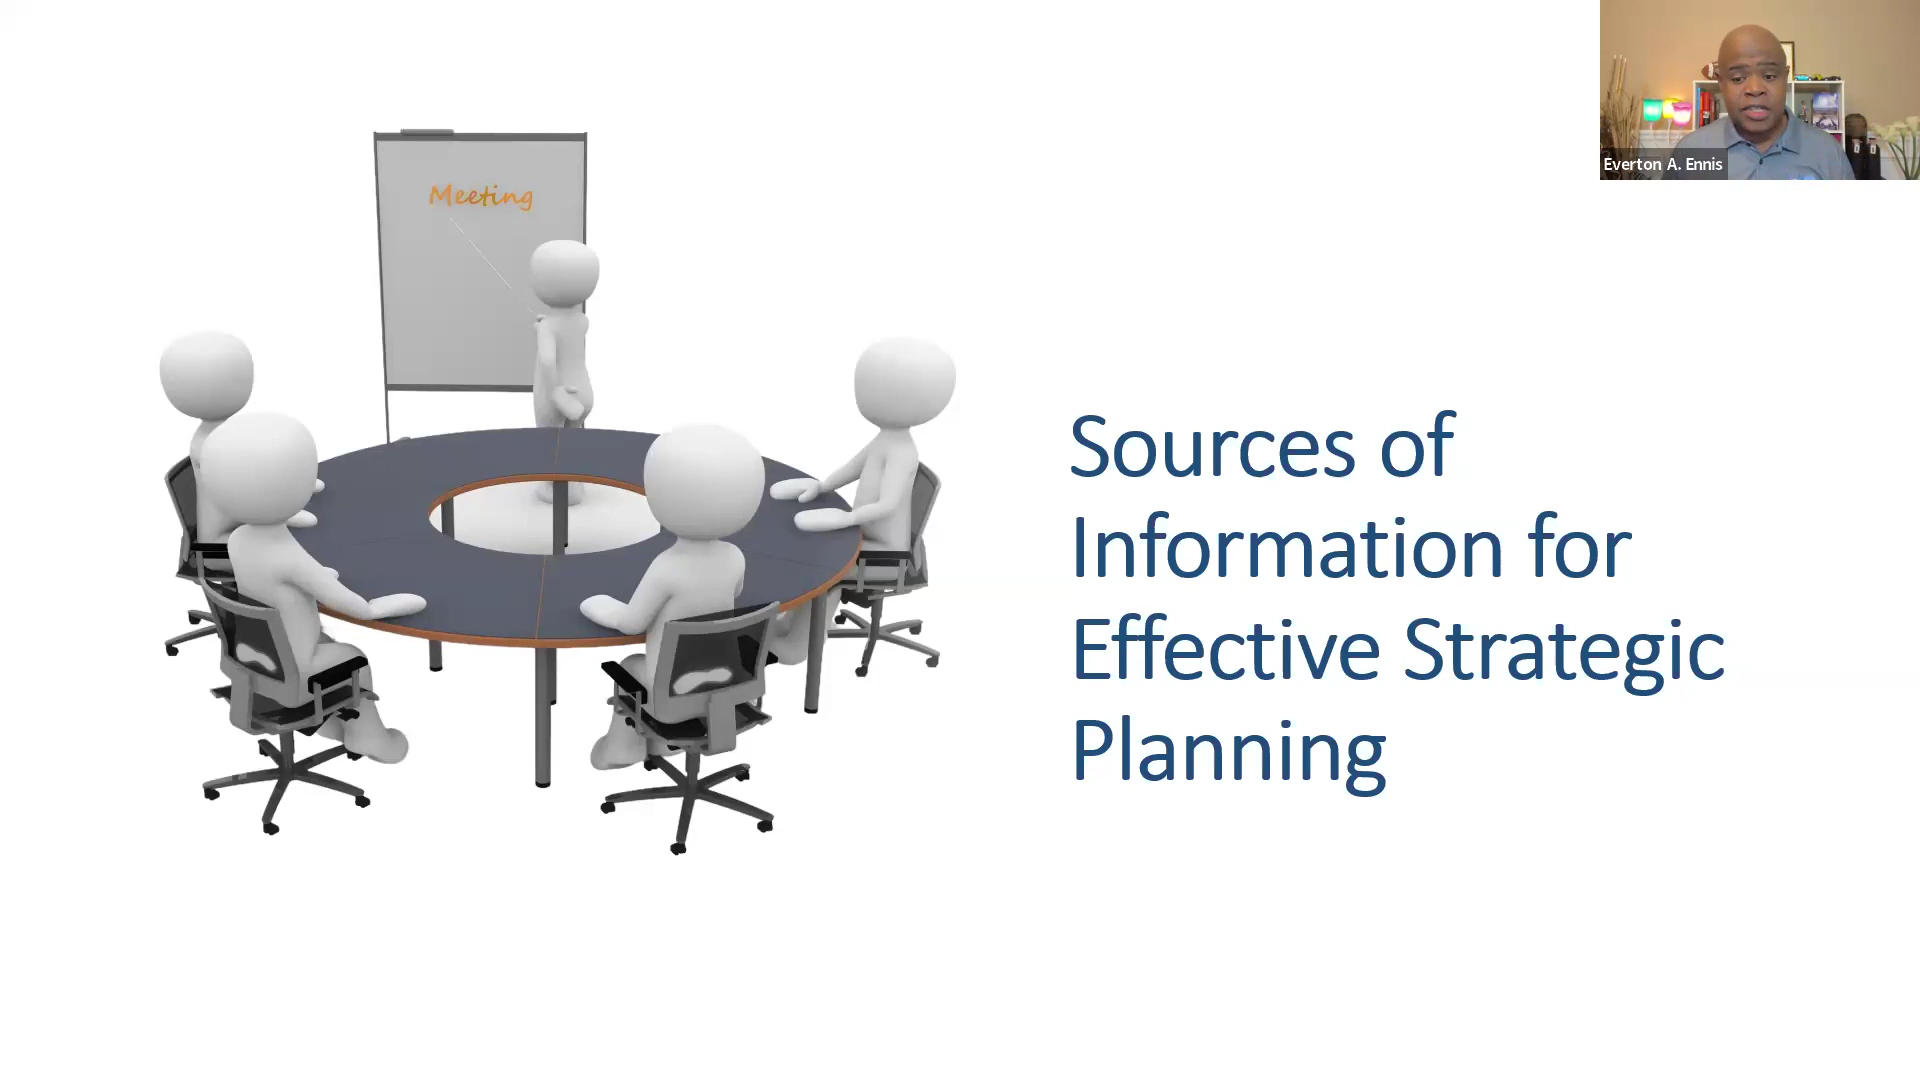 Everton A. Ennis
Meeting
Sources of
Information for
Effective Strategic
Planning